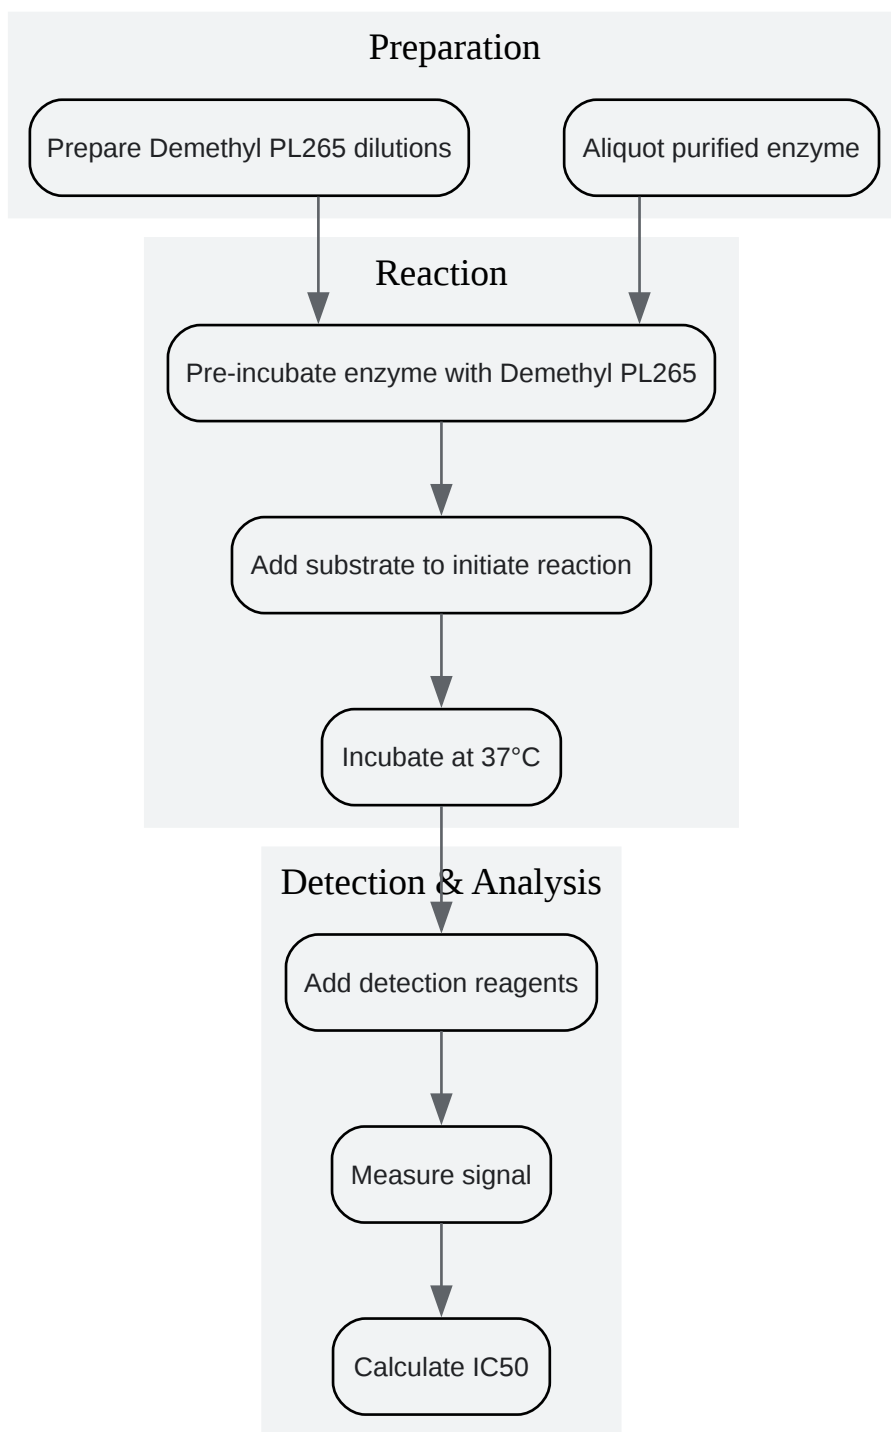 Preparation
Prepare Demethyl PL265 dilutions
Aliquot purified enzyme
Reaction
Pre-incubate enzyme with Demethyl PL265
Add substrate to initiate reaction
Incubate at 37°C
Detection & Analysis
Add detection reagents
Measure signal
Calculate IC50